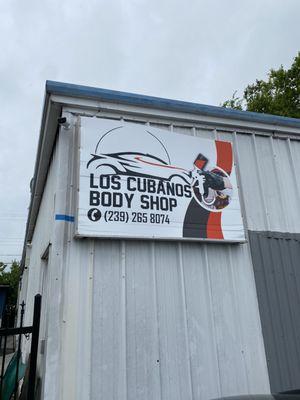 LOS CUBANOS
BODY SHOP
(239) 265 8074